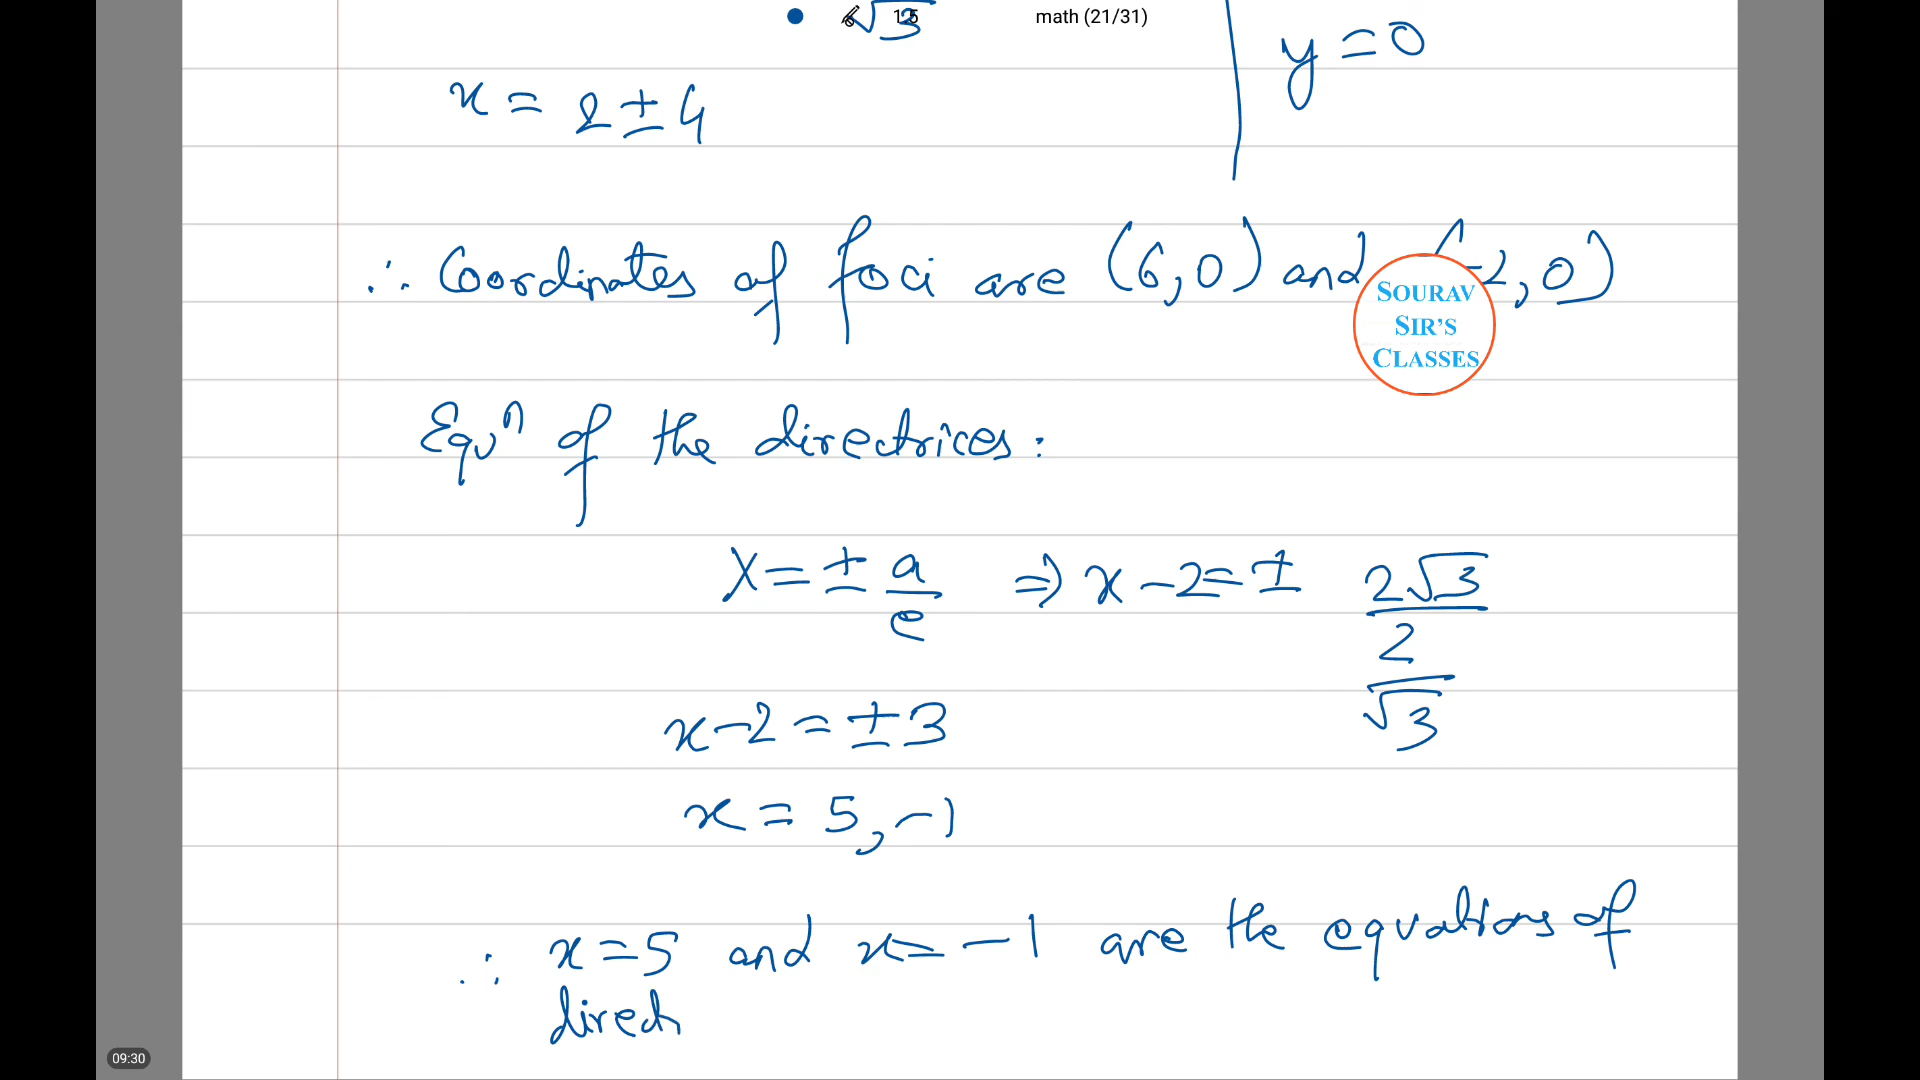 √3 15 math (21/31)
y = 0
x = 2 ± 4
∴ Coordinates of foci are (6,0) and (-2,0)
SOURAV
SIR'S
CLASSES
Equⁿ of the directrices:
X = ± a/e ⇒ x - 2 = ± 2√3/(2/√3)
x - 2 = ± 3
x = 5, -1
∴ x = 5 and x = -1 are the equations of
direct
09:30